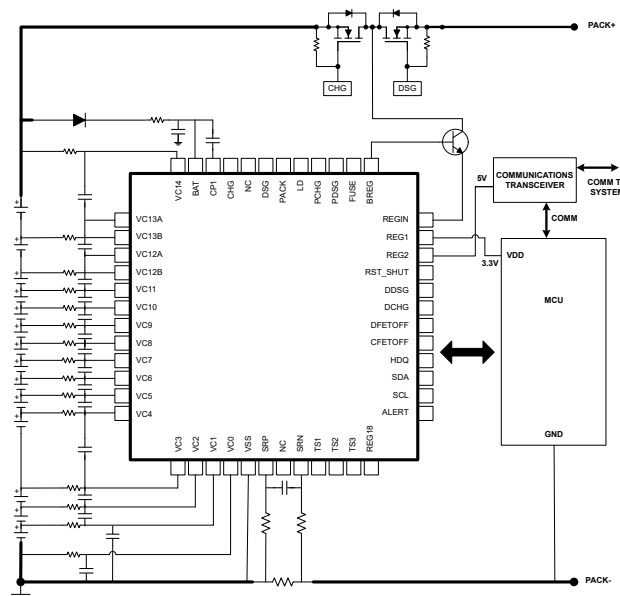 PACK+
CHG
DSG
VC14
BAT
CP1
CHG
NC
DSG
PACK
LD
PCHG
PDSG
FUSE
BREG
5V
COMMUNICATIONS
TRANSCEIVER
COMM T
SYSTEM
COMM
VC13A
VC13B
VC12A
VC12B
VC11
VC10
VC9
VC8
VC7
VC6
VC5
VC4
REGIN
REG1
REG2
RST_SHUT
DDSG
DCHG
DFETOFF
CFETOFF
HDQ
SDA
SCL
ALERT
3.3V
VDD
MCU
GND
VC3
VC2
VC1
VC0
VSS
SRP
NC
SRN
TS1
TS2
TS3
REG18
PACK-